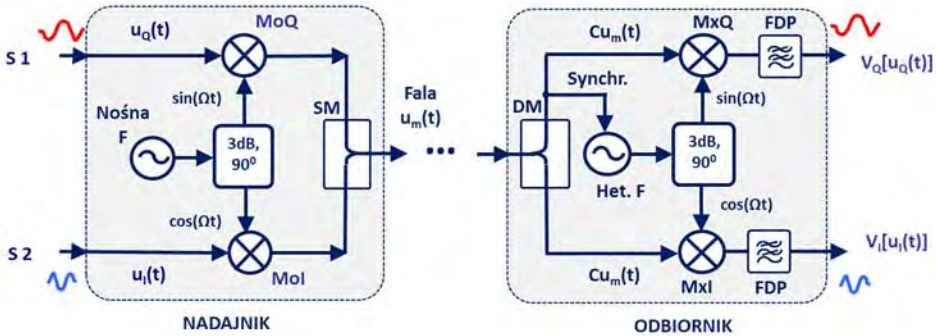 S 1
u_Q(t)
MoQ
sin(Ωt)
Nośna
F
3dB,
90⁰
SM
cos(Ωt)
S 2
u_I(t)
MoI
NADAJNIK
Fala
u_m(t)
...
DM
Cu_m(t)
MxQ
FDP
V_Q[u_Q(t)]
Synchr.
sin(Ωt)
Het. F
3dB,
90⁰
cos(Ωt)
Cu_m(t)
MxI
FDP
V_I[u_I(t)]
ODBIORNIK